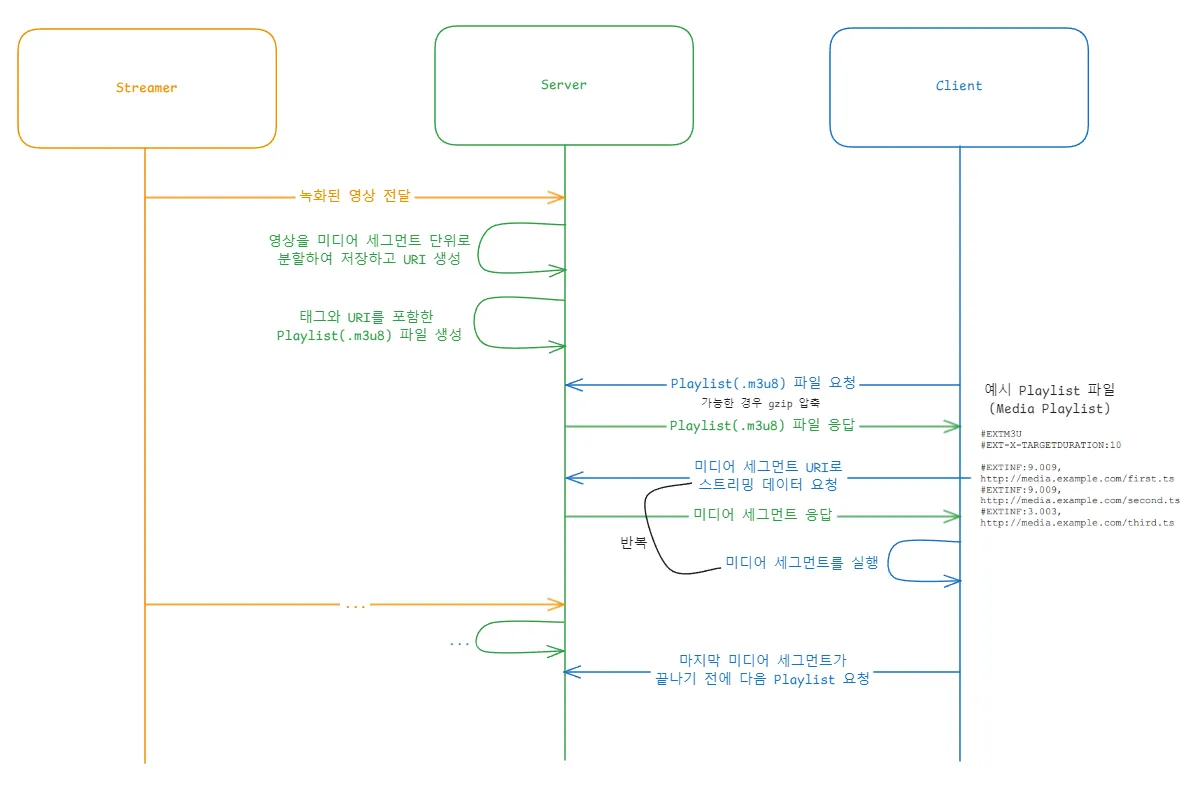 Streamer
Server
Client
녹화된 영상 전달
영상을 미디어 세그먼트 단위로
분할하여 저장하고 URI 생성
태그와 URI를 포함한
Playlist(.m3u8) 파일 생성
Playlist(.m3u8) 파일 요청
가능한 경우 gzip 압축
Playlist(.m3u8) 파일 응답
예시 Playlist 파일
(Media Playlist)
#EXTM3U
#EXT-X-TARGETDURATION:10
#EXTINF:9.009,
http://media.example.com/first.ts
#EXTINF:9.009,
http://media.example.com/second.ts
#EXTINF:3.003,
http://media.example.com/third.ts
미디어 세그먼트 URI로
스트리밍 데이터 요청
미디어 세그먼트 응답
반복
미디어 세그먼트를 실행
...
...
마지막 미디어 세그먼트가
끝나기 전에 다음 Playlist 요청